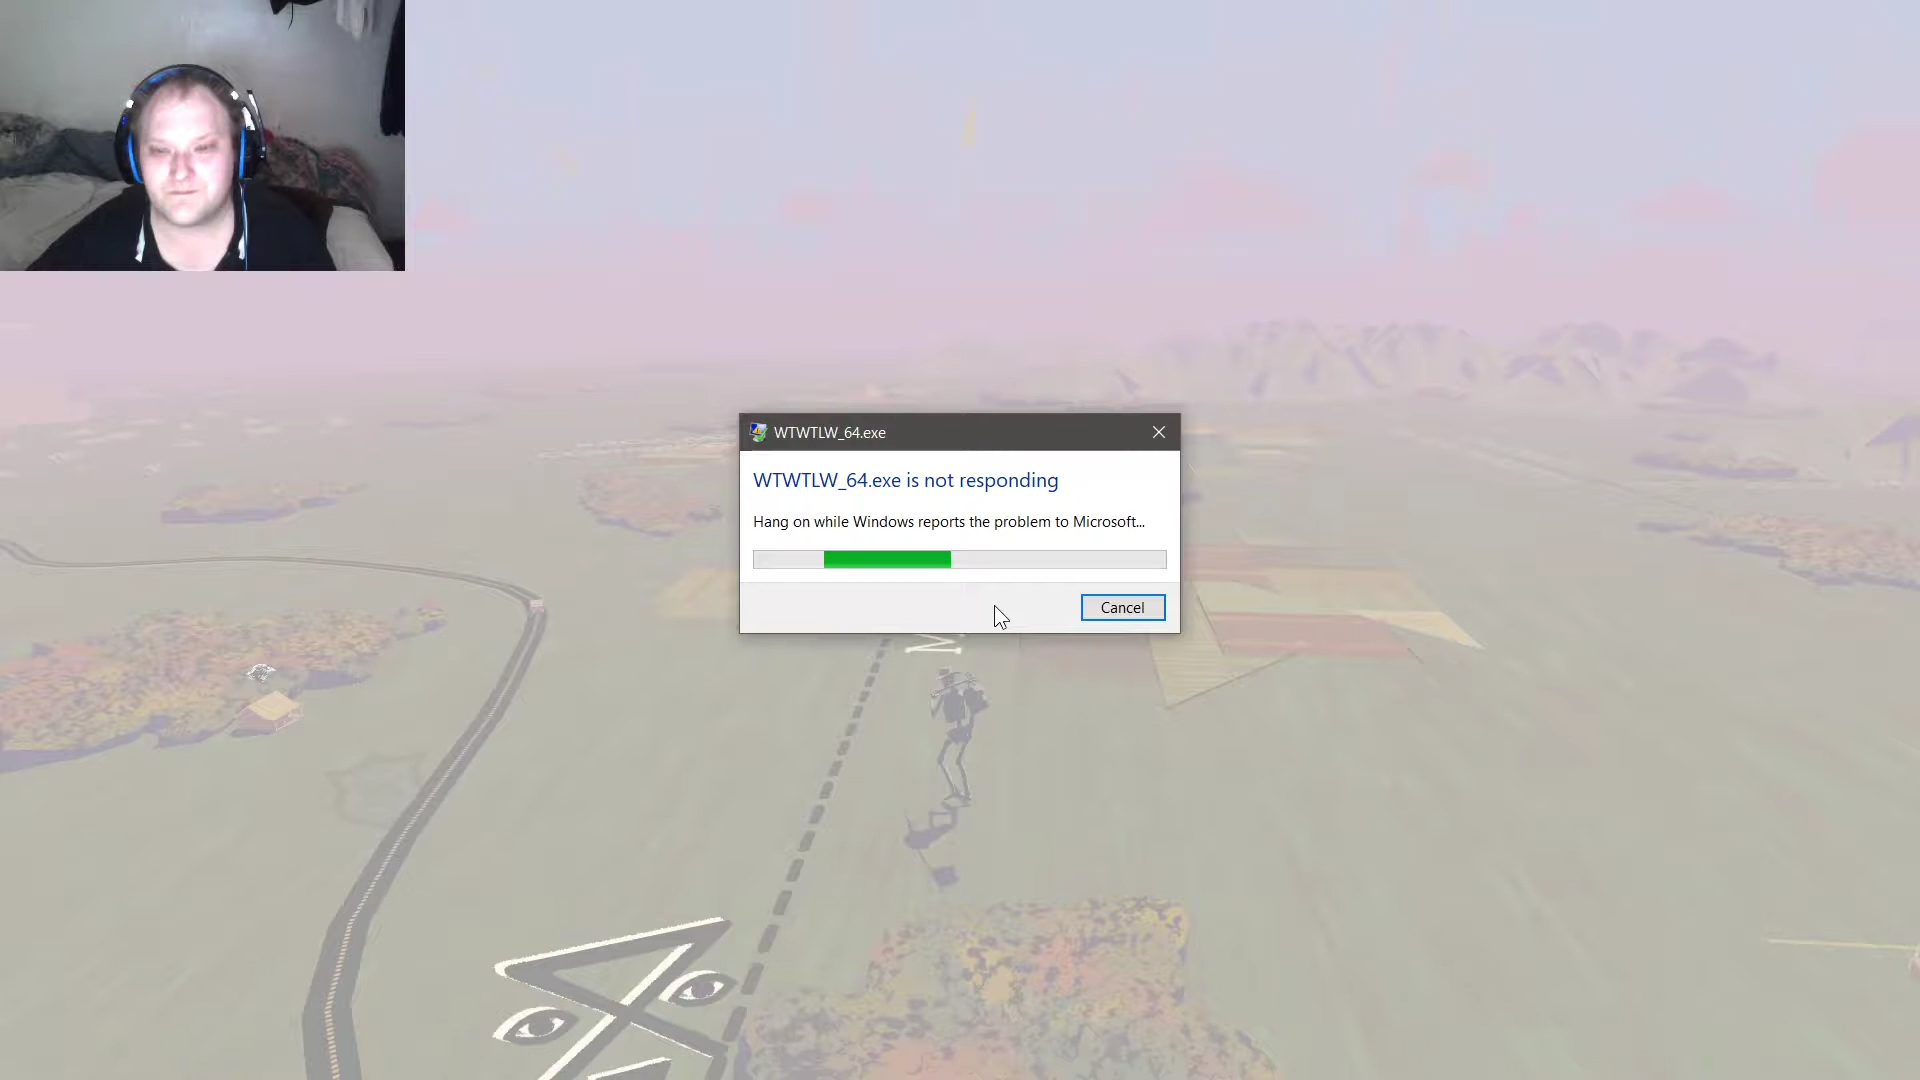 WTWTLW_64.exe
WTWTLW_64.exe is not responding
Hang on while Windows reports the problem to Microsoft...
Cancel